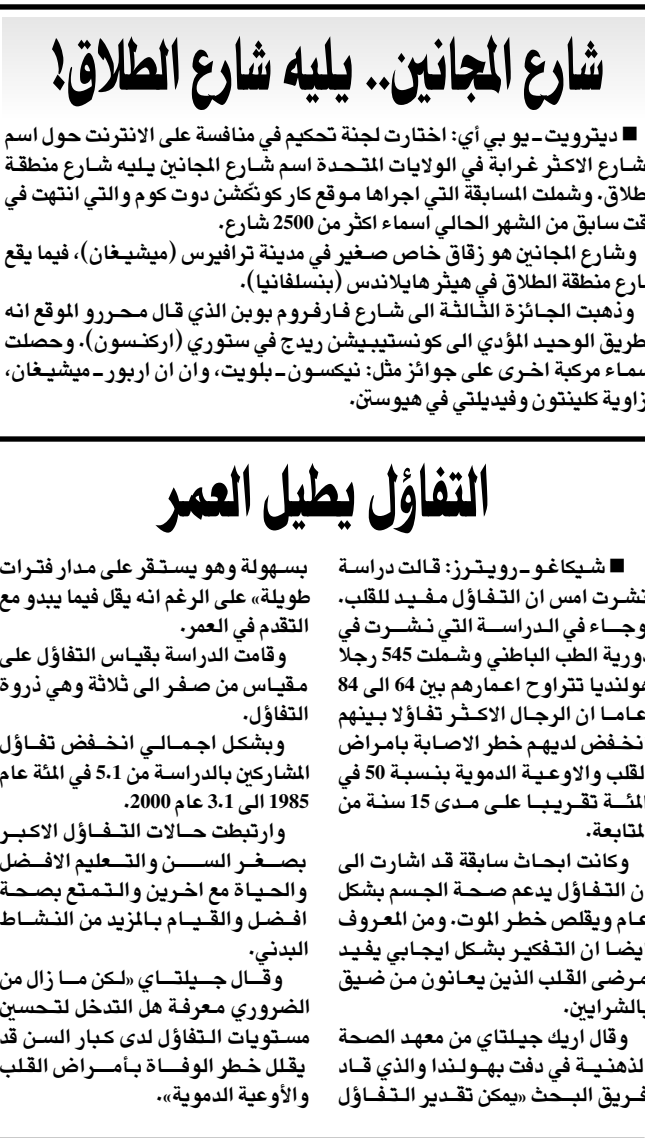 شارع المجانين.. يليه شارع الطلاق!
■ ديترويت ـ يو بي أي: اختارت لجنة تحكيم في منافسة على الانترنت حول اسم
شارع الاكثر غرابة في الولايات المتحدة اسم شارع المجانين يليه شارع منطقة
طلاق. وشملت المسابقة التي اجراها موقع كار كونكشن دوت كوم والتي انتهت في
قت سابق من الشهر الحالي اسماء اكثر من 2500 شارع.
وشارع المجانين هو زقاق خاص صغير في مدينة ترافيرس (ميشيغان)، فيما يقع
ارع منطقة الطلاق في هيثر هايلاندس (بنسلفانيا).
وذهبت الجائزة الثالثة الى شارع فارفروم بوبن الذي قال محررو الموقع انه
طريق الوحيد المؤدي الى كونستيبيشن ريدج في ستوري (اركنسون). وحصلت
سماء مركبة اخرى على جوائز مثل: نيكسون ـ بلويت، وان ان اربور ـ ميشيغان،
زاوية كلينتون وفيديلتي في هيوستن.
التفاؤل يطيل العمر
■ شيكاغو ـ رويترز: قالت دراسة
نشرت امس ان التفاؤل مفيد للقلب.
وجاء في الدراسة التي نشرت في
دورية الطب الباطني وشملت 545 رجلا
هولنديا تتراوح اعمارهم بين 64 الى 84
عاما ان الرجال الاكثر تفاؤلا بينهم
انخفض لديهم خطر الاصابة بامراض
القلب والاوعية الدموية بنسبة 50 في
المئة تقريبا على مدى 15 سنة من
المتابعة.
وكانت ابحاث سابقة قد اشارت الى
ان التفاؤل يدعم صحة الجسم بشكل
عام ويقلص خطر الموت. ومن المعروف
ايضا ان التفكير بشكل ايجابي يفيد
مرضى القلب الذين يعانون من ضيق
بالشرايين.
وقال اريك جيلتاي من معهد الصحة
الذهنية في دفت بهولندا والذي قاد
فريق البحث «يمكن تقدير التفاؤل
بسهولة وهو يستقر على مدار فترات
طويلة» على الرغم انه يقل فيما يبدو مع
التقدم في العمر.
وقامت الدراسة بقياس التفاؤل على
مقياس من صفر الى ثلاثة وهي ذروة
التفاؤل.
وبشكل اجمالي انخفض تفاؤل
المشاركين بالدراسة من 5.1 في المئة عام
1985 الى 3.1 عام 2000.
وارتبطت حالات التفاؤل الاكبر
بصغر السن والتعليم الافضل
والحياة مع اخرين والتمتع بصحة
افضل والقيام بالمزيد من النشاط
البدني.
وقال جيلتاي «لكن ما زال من
الضروري معرفة هل التدخل لتحسين
مستويات التفاؤل لدى كبار السن قد
يقلل خطر الوفاة بأمراض القلب
والأوعية الدموية».